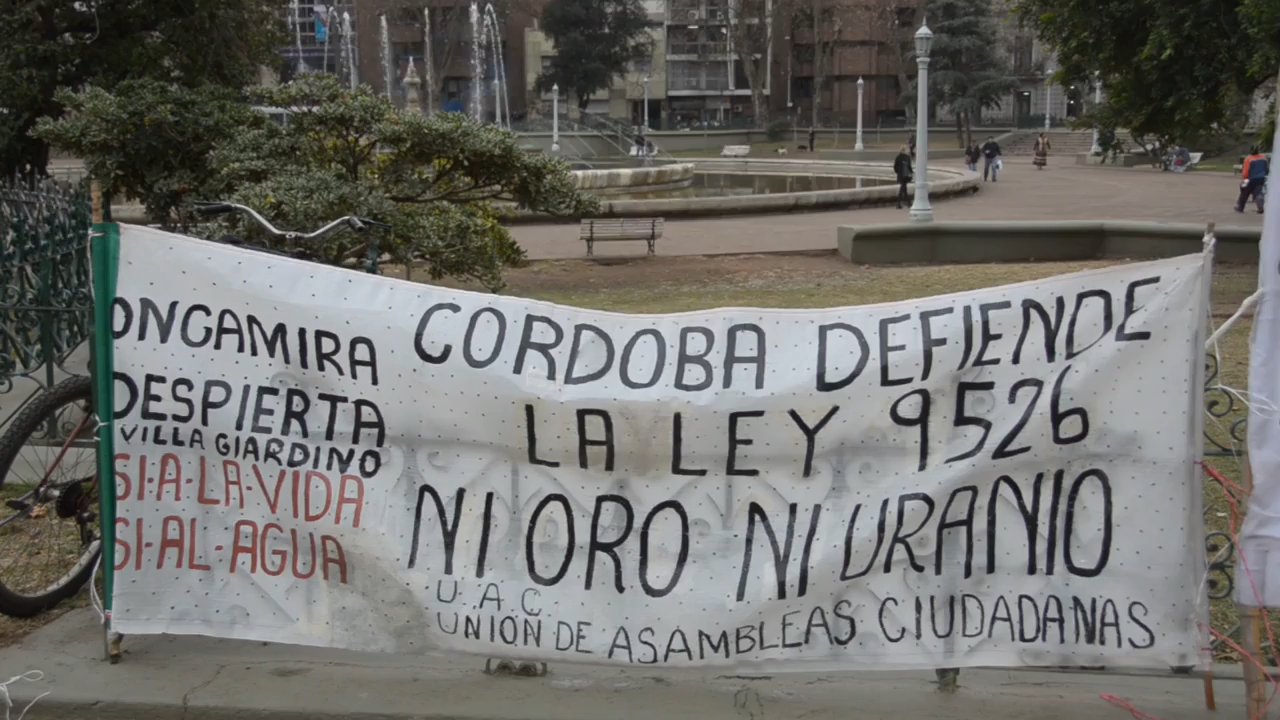 ONGAMIRA
DESPIERTA
VILLA GIARDINO
SI·A·LA·VIDA
SI·AL·AGUA
CORDOBA DEFIENDE
LA LEY 9526
NI ORO NI URANIO
U.A.C
UNION DE ASAMBLEAS CIUDADANAS